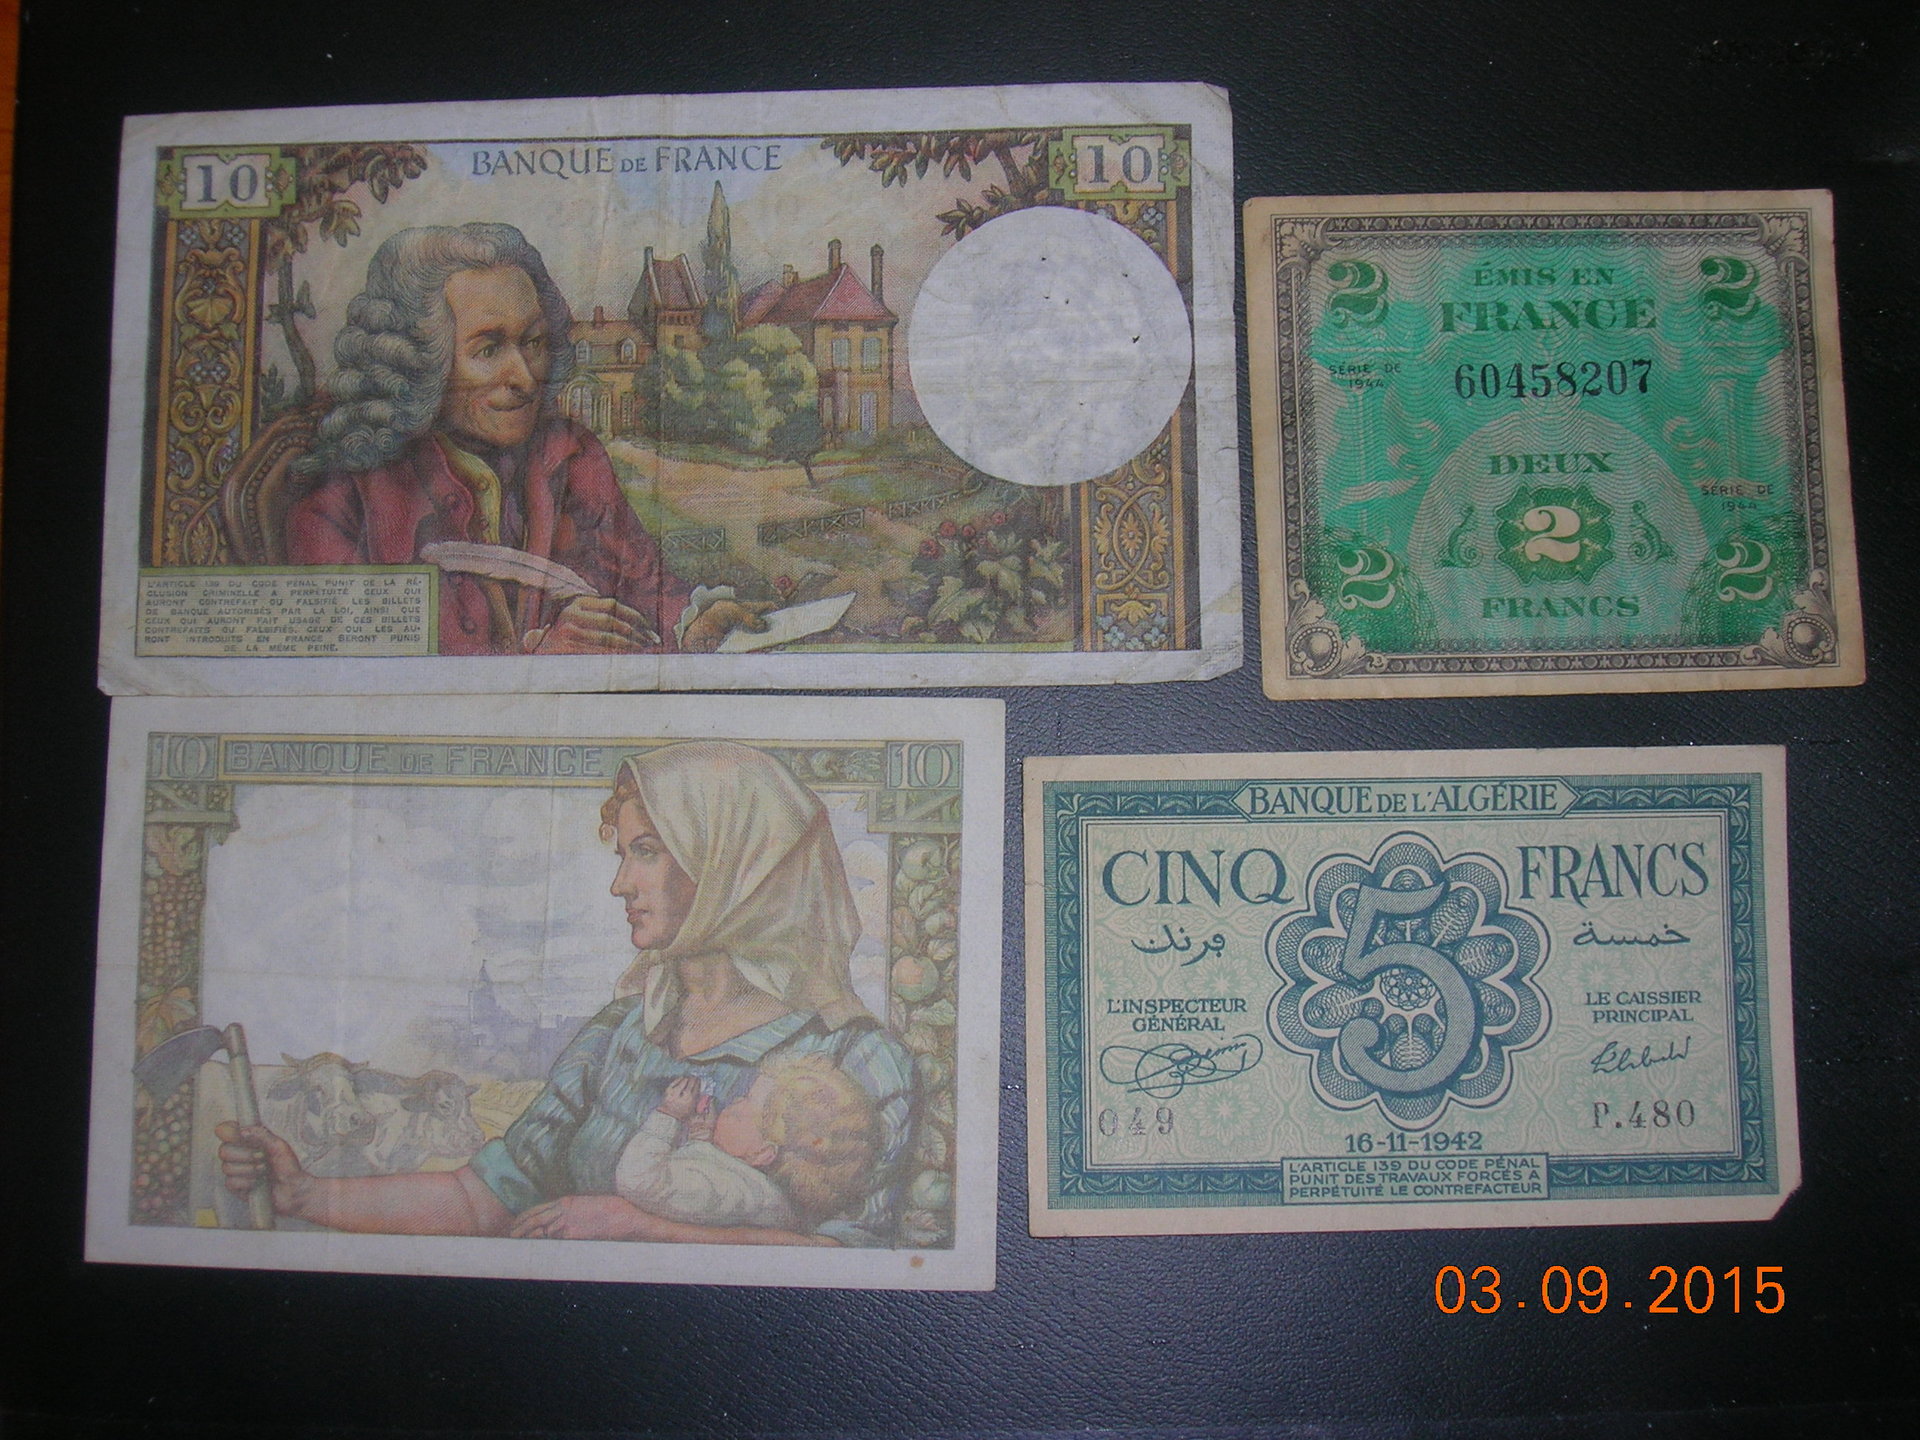 10
BANQUE DE FRANCE
10
L'ARTICLE 139 DU CODE PÉNAL PUNIT DE LA RÉ-
CLUSION CRIMINELLE A PERPÉTUITÉ CEUX QUI
AURONT CONTREFAIT OU FALSIFIÉ LES BILLETS
DE BANQUE AUTORISÉS PAR LA LOI, AINSI QUE
CEUX QUI AURONT FAIT USAGE DE CES BILLETS
CONTREFAITS OU FALSIFIÉS. CEUX QUI LES AU-
RONT INTRODUITS EN FRANCE SERONT PUNIS
DE LA MÊME PEINE.
2
ÉMIS EN
2
FRANCE
SÉRIE DE
1944
60458207
DEUX
SÉRIE DE
1944
2
2
2
FRANCS
10
BANQUE DE FRANCE
10
BANQUE DE L'ALGÉRIE
CINQ
FRANCS
فرنك
خمسة
5
L'INSPECTEUR
GÉNÉRAL
LE CAISSIER
PRINCIPAL
049
P.480
16-11-1942
L'ARTICLE 139 DU CODE PÉNAL
PUNIT DES TRAVAUX FORCÉS A
PERPÉTUITÉ LE CONTREFACTEUR
03.09.2015